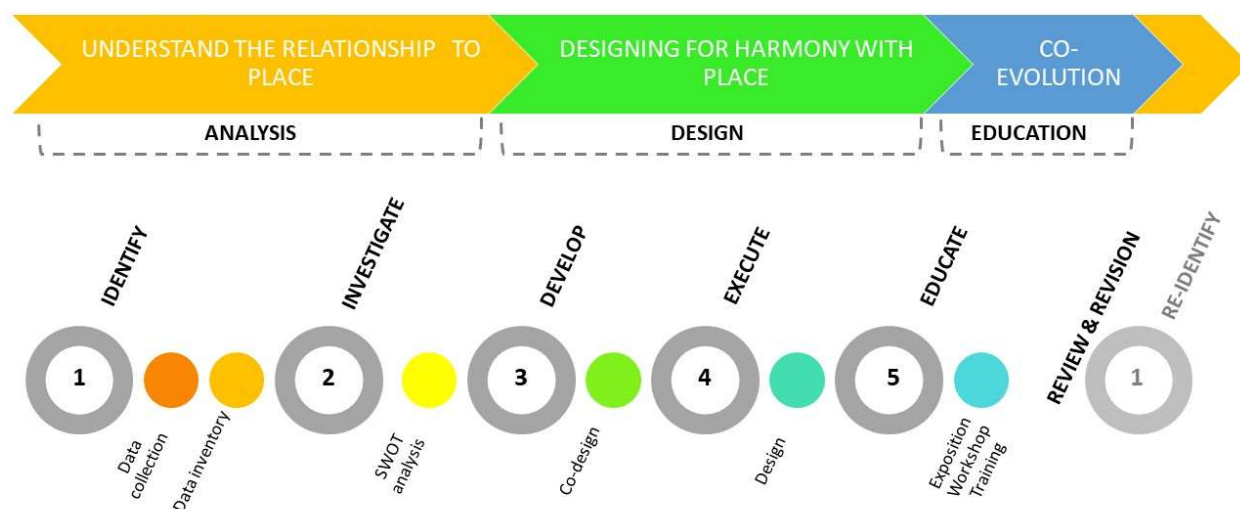 UNDERSTAND THE RELATIONSHIP TO
PLACE
DESIGNING FOR HARMONY WITH
PLACE
CO-
EVOLUTION
ANALYSIS
DESIGN
EDUCATION
IDENTIFY
INVESTIGATE
DEVELOP
EXECUTE
EDUCATE
REVIEW & REVISION
RE-IDENTIFY
1
2
3
4
5
1
Data
collection
Data inventory
SWOT
analysis
Co-design
Design
Exposition
Workshop
Training